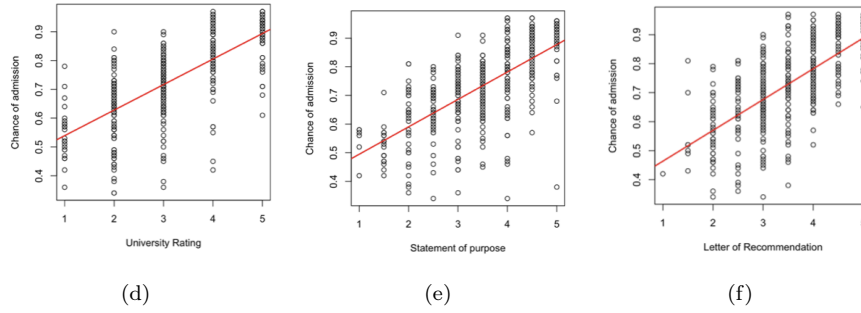 Chance of admission
0.9
0.8
0.7
0.6
0.5
0.4
1 2 3 4 5
University Rating
(d)
Chance of admission
0.9
0.8
0.7
0.6
0.5
0.4
1 2 3 4 5
Statement of purpose
(e)
Chance of admission
0.9
0.8
0.7
0.6
0.5
0.4
1 2 3 4
Letter of Recommendation
(f)